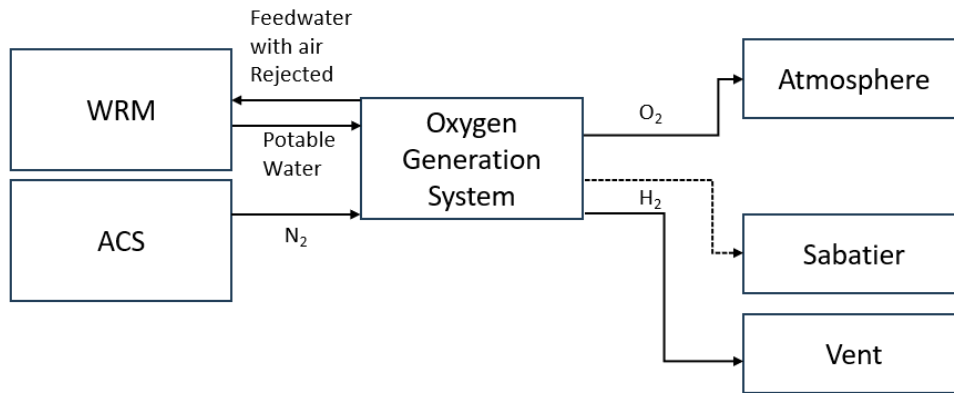 Feedwater
with air
Rejected
WRM
Potable
Water
ACS
N₂
Oxygen
Generation
System
O₂
H₂
Atmosphere
Sabatier
Vent